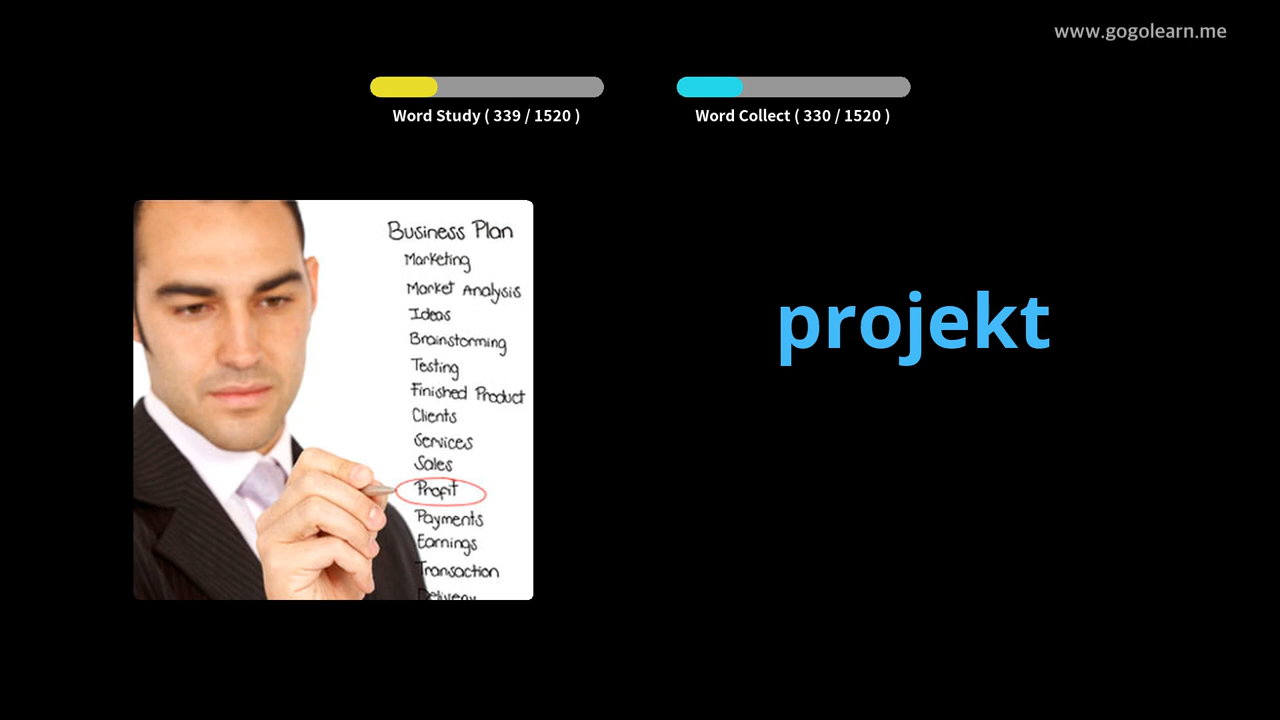 www.gogolearn.me
Word Study ( 339 / 1520 )
Word Collect ( 330 / 1520 )
Business Plan
Marketing
Market Analysis
Ideas
Brainstorming
Testing
Finished Product
Clients
Services
Sales
Profit
Payments
Earnings
Transaction
Delivery
projekt